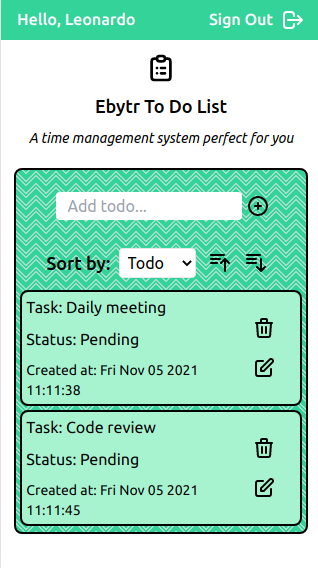 Hello, Leonardo
Sign Out
Ebytr To Do List
A time management system perfect for you
Add todo...
Sort by:
Todo
Task: Daily meeting
Status: Pending
Created at: Fri Nov 05 2021
11:11:38
Task: Code review
Status: Pending
Created at: Fri Nov 05 2021
11:11:45